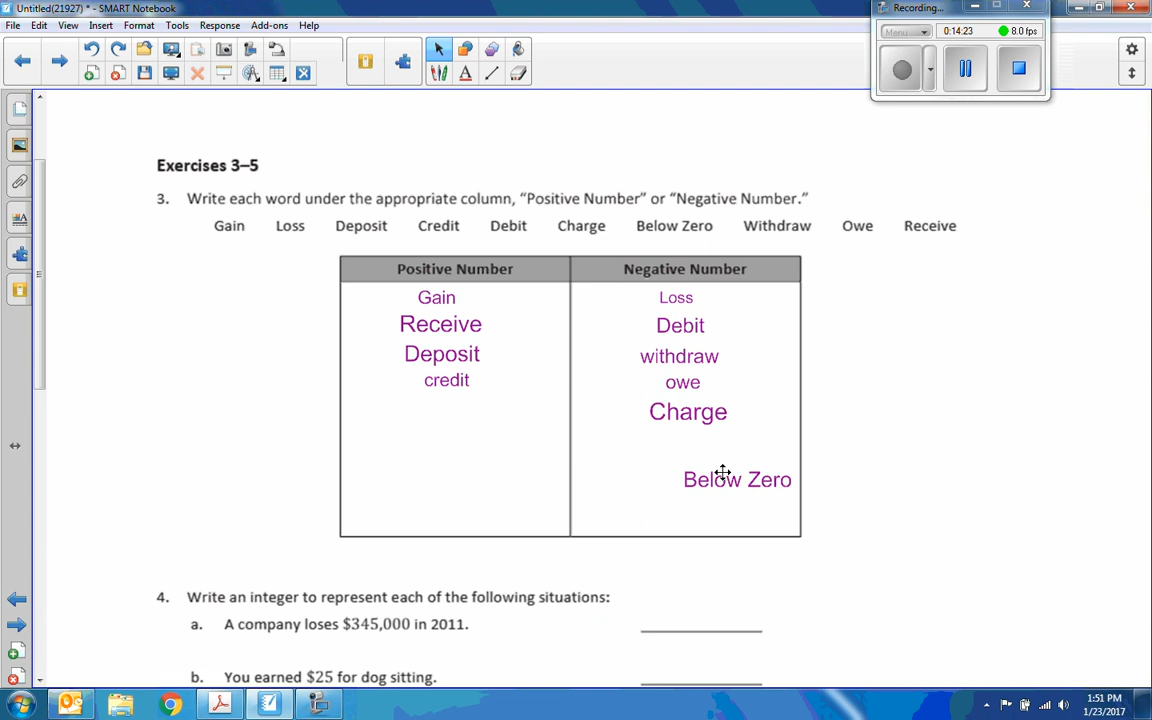 Untitled(21927) * - SMART Notebook
File Edit View Insert Format Tools Response Add-ons Help
Recording...
Menu 0:14:23 8.0 fps
Exercises 3–5
3. Write each word under the appropriate column, “Positive Number” or “Negative Number.”
Gain Loss Deposit Credit Debit Charge Below Zero Withdraw Owe Receive
Positive Number Negative Number
Gain Loss
Receive Debit
Deposit withdraw
credit owe
Charge
Below Zero
4. Write an integer to represent each of the following situations:
a. A company loses $345,000 in 2011.
b. You earned $25 for dog sitting.
1:51 PM
1/23/2017